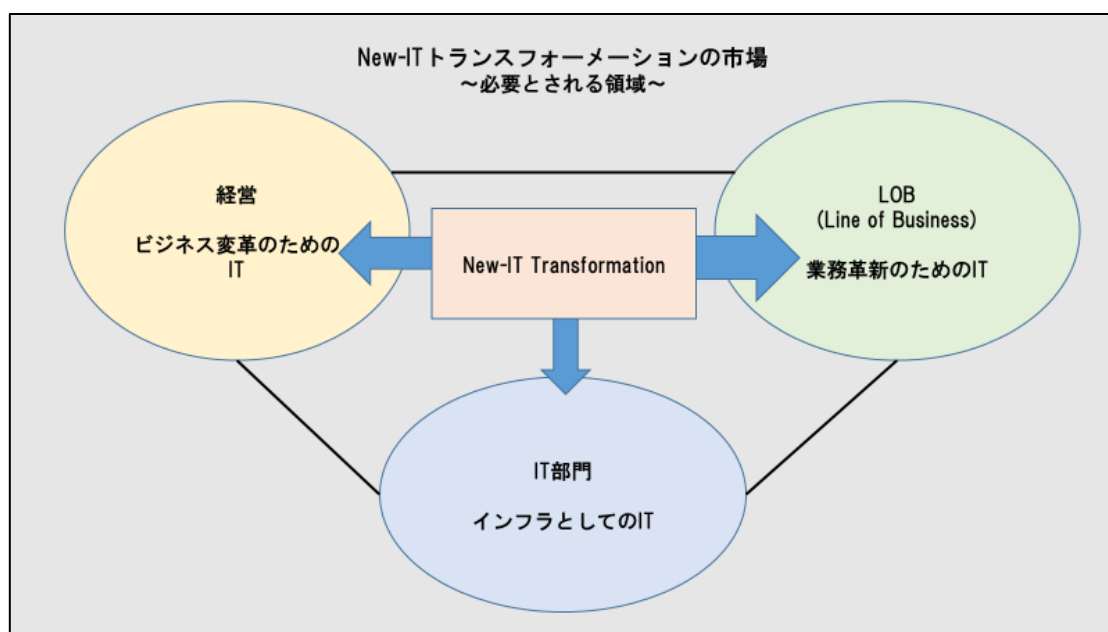 New-ITトランスフォーメーションの市場
～必要とされる領域～
経営
ビジネス変革のための
IT
LOB
(Line of Business)
業務革新のためのIT
New-IT Transformation
IT部門
インフラとしてのIT